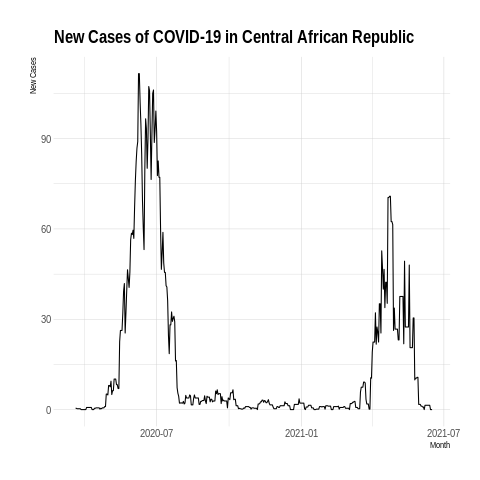 New Cases of COVID-19 in Central African Republic
New Cases
90
60
30
0
2020-07
2021-01
2021-07
Month